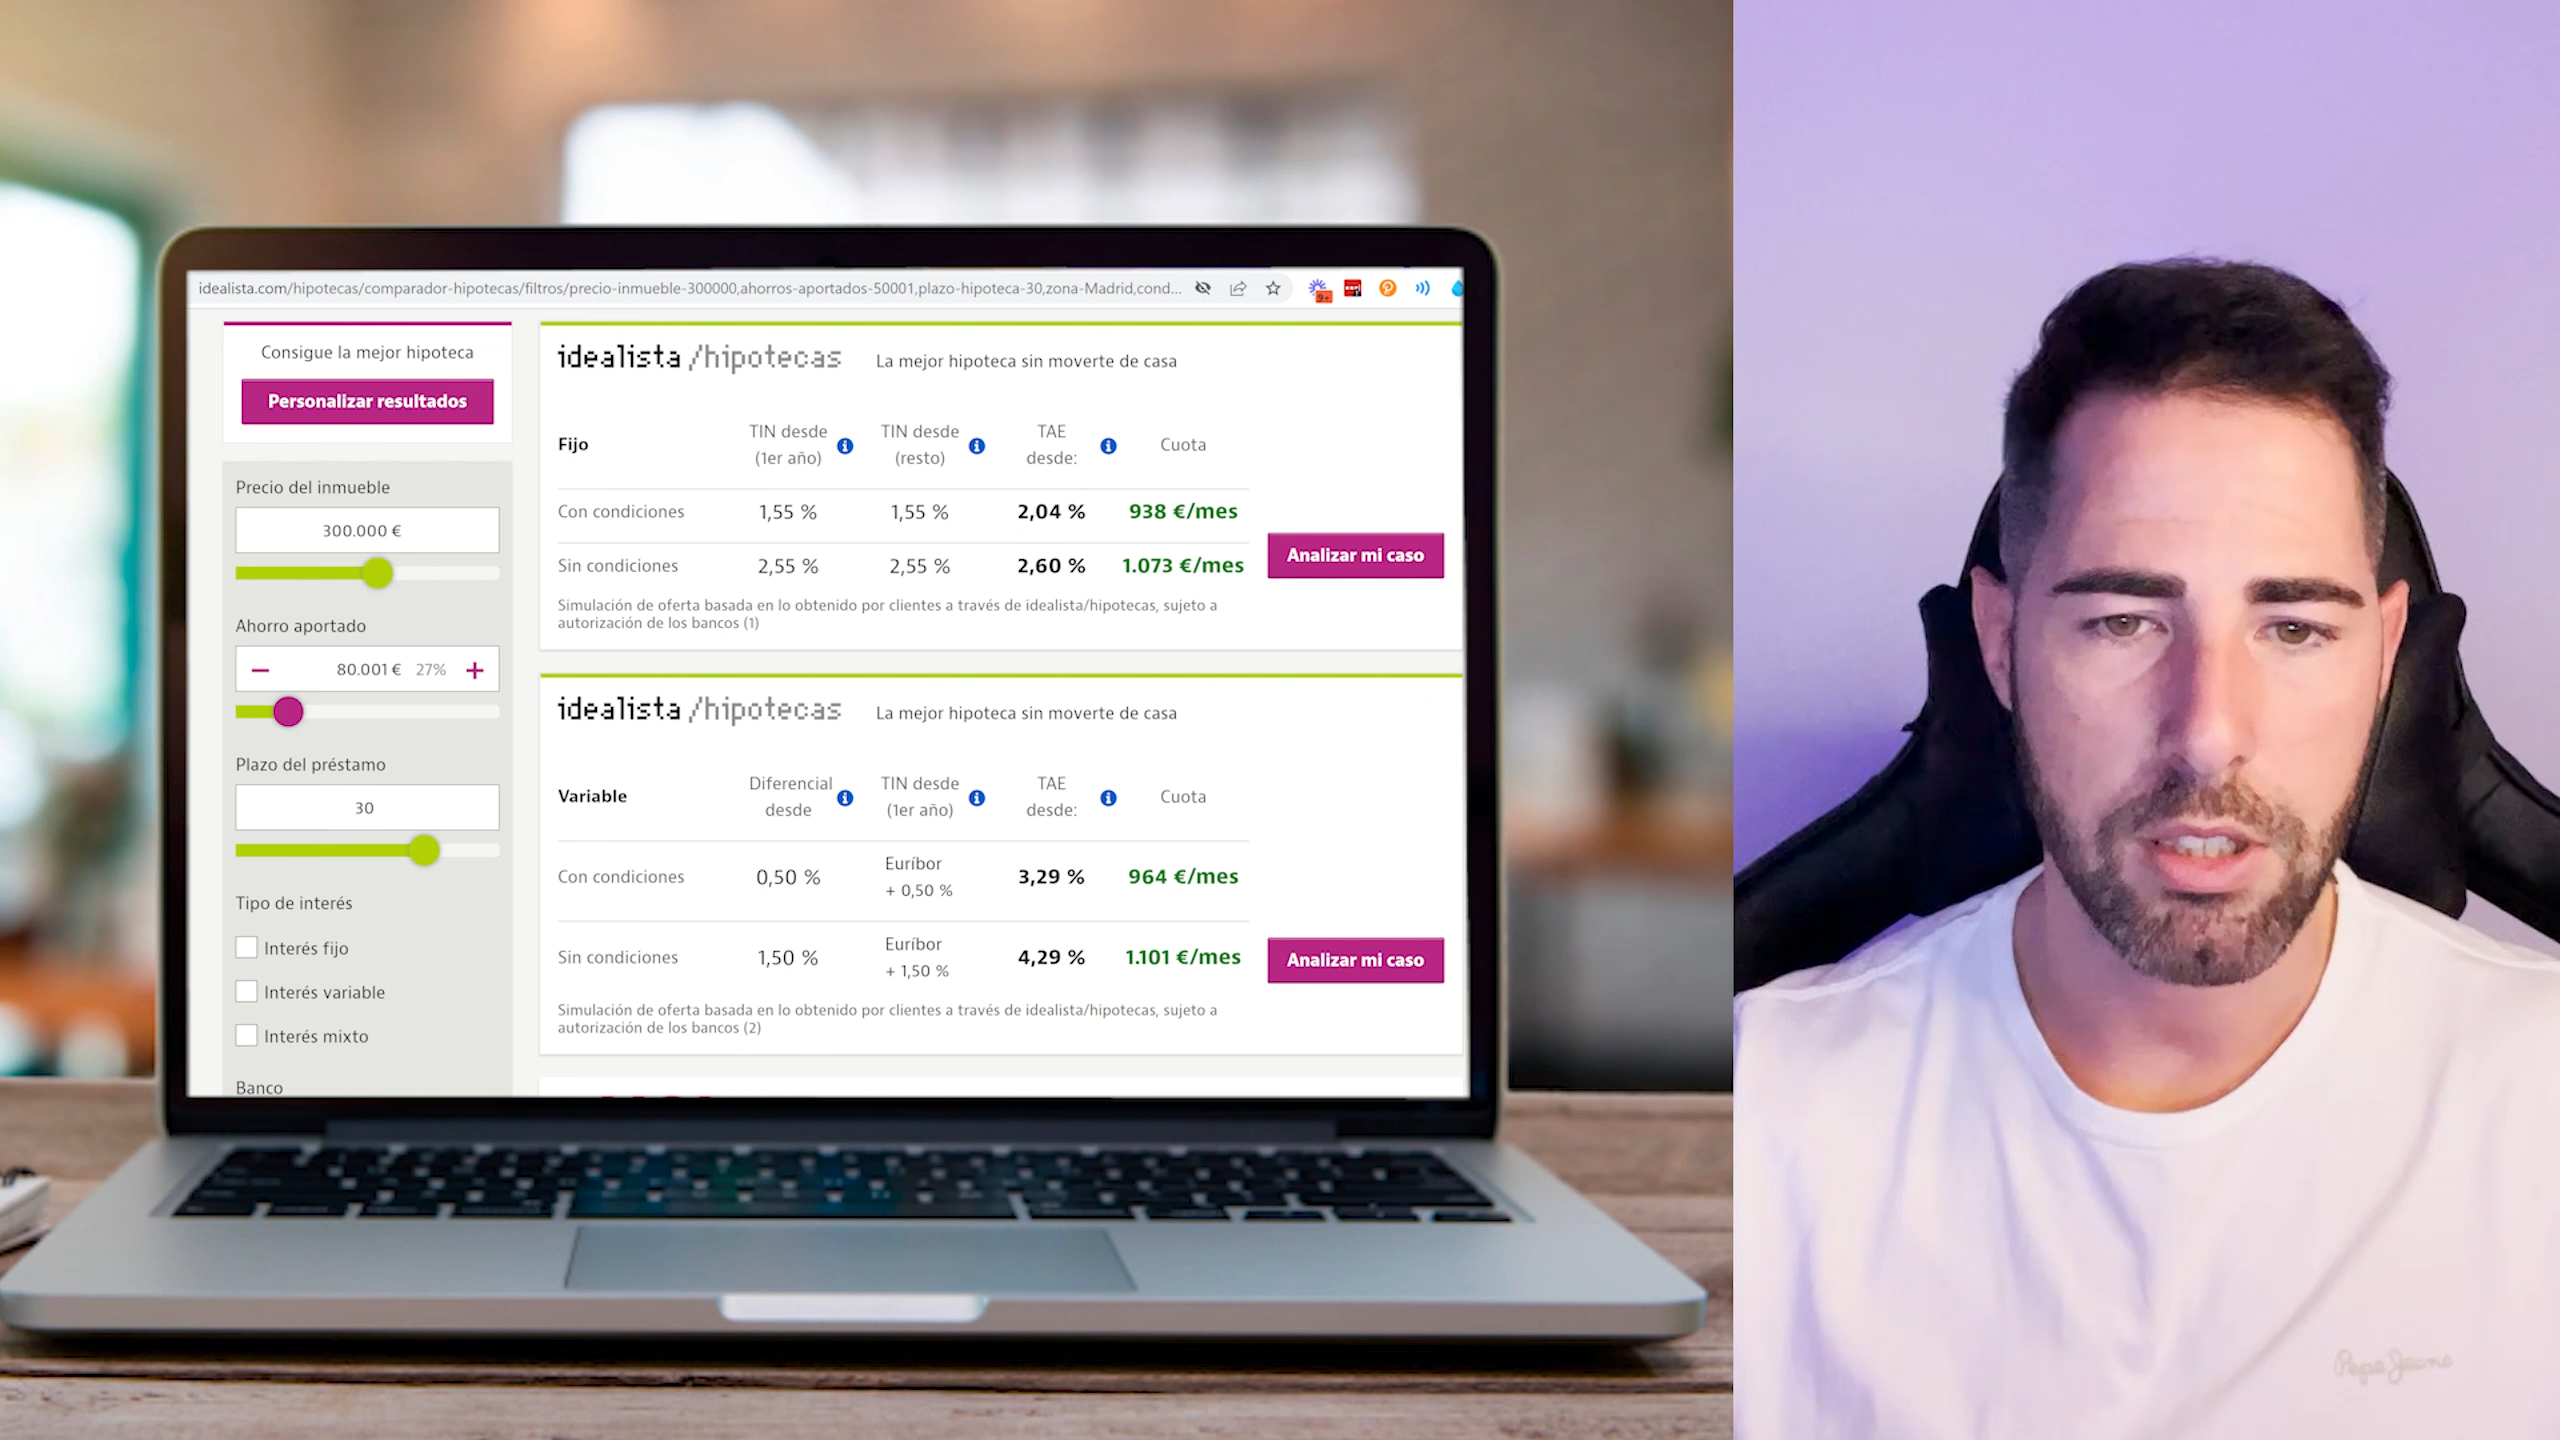 idealista.com/hipotecas/comparador-hipotecas/filtros/precio-inmueble-300000,ahorros-aportados-50001,plazo-hipoteca-30,zona-Madrid,cond...
9+
Consigue la mejor hipoteca
Personalizar resultados
Precio del inmueble
300.000 €
Ahorro aportado
− 80.001 € 27% +
Plazo del préstamo
30
Tipo de interés
Interés fijo
Interés variable
Interés mixto
Banco
idealista/hipotecas La mejor hipoteca sin moverte de casa
Fijo TIN desde (1er año) TIN desde (resto) TAE desde: Cuota
Con condiciones 1,55 % 1,55 % 2,04 % 938 €/mes
Sin condiciones 2,55 % 2,55 % 2,60 % 1.073 €/mes
Analizar mi caso
Simulación de oferta basada en lo obtenido por clientes a través de idealista/hipotecas, sujeto a
autorización de los bancos (1)
idealista/hipotecas La mejor hipoteca sin moverte de casa
Variable Diferencial desde TIN desde (1er año) TAE desde: Cuota
Con condiciones 0,50 % Euríbor + 0,50 % 3,29 % 964 €/mes
Sin condiciones 1,50 % Euríbor + 1,50 % 4,29 % 1.101 €/mes
Analizar mi caso
Simulación de oferta basada en lo obtenido por clientes a través de idealista/hipotecas, sujeto a
autorización de los bancos (2)
Pepe Jeans